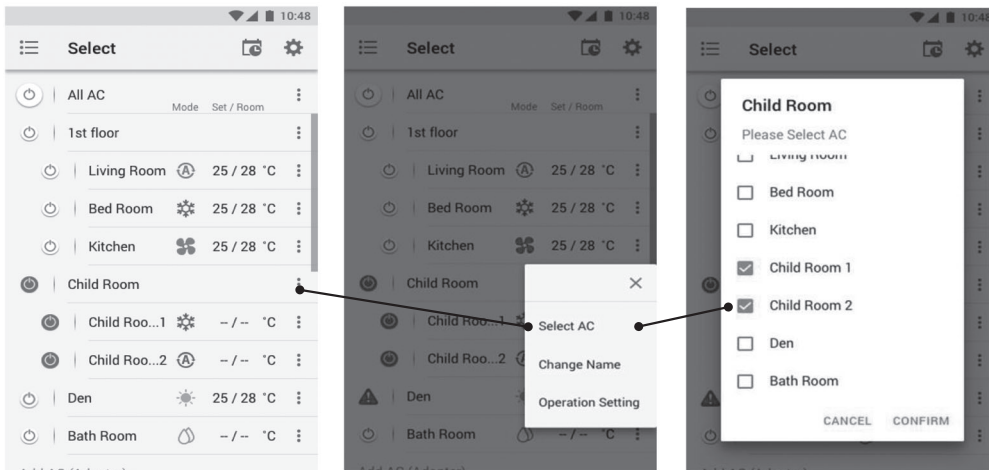 10:48
Select
All AC
Mode Set / Room
1st floor
Living Room 25 / 28 °C
Bed Room 25 / 28 °C
Kitchen 25 / 28 °C
Child Room
Child Roo...1 -- / -- °C
Child Roo...2 -- / -- °C
Den 25 / 28 °C
Bath Room -- / -- °C
10:48
Select
All AC
Mode Set / Room
1st floor
Living Room 25 / 28 °C
Bed Room 25 / 28 °C
Kitchen 25 / 28 °C
Child Room
Child Roo...1
Child Roo...2
Den
Bath Room -- / -- °C
Select AC
Change Name
Operation Setting
10:48
Select
Child Room
Please Select AC
Living Room
Bed Room
Kitchen
Child Room 1
Child Room 2
Den
Bath Room
CANCEL CONFIRM